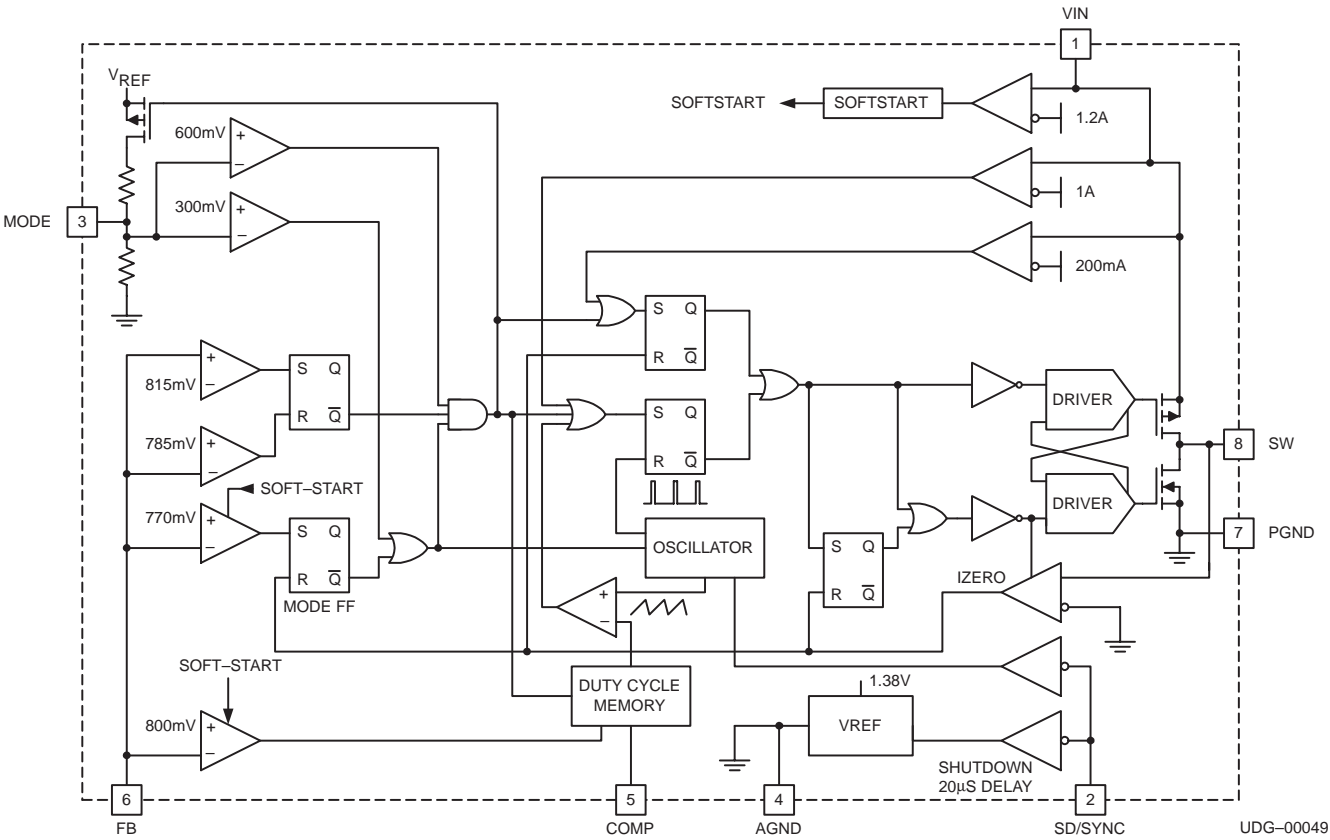 VIN
1
VREF
SOFTSTART
SOFTSTART
1.2A
600mV
+
–
1A
MODE
3
300mV
+
–
200mA
S Q
R Q
+
815mV
–
S Q
R Q
DRIVER
S Q
R Q
785mV
+
–
8
SW
SOFT–START
770mV
+
–
DRIVER
S Q
R Q
MODE FF
OSCILLATOR
S Q
R Q
7
PGND
IZERO
+
–
SOFT–START
DUTY CYCLE
MEMORY
1.38V
VREF
800mV
+
–
SHUTDOWN
20µS DELAY
6
5
4
2
FB
COMP
AGND
SD/SYNC
UDG–00049